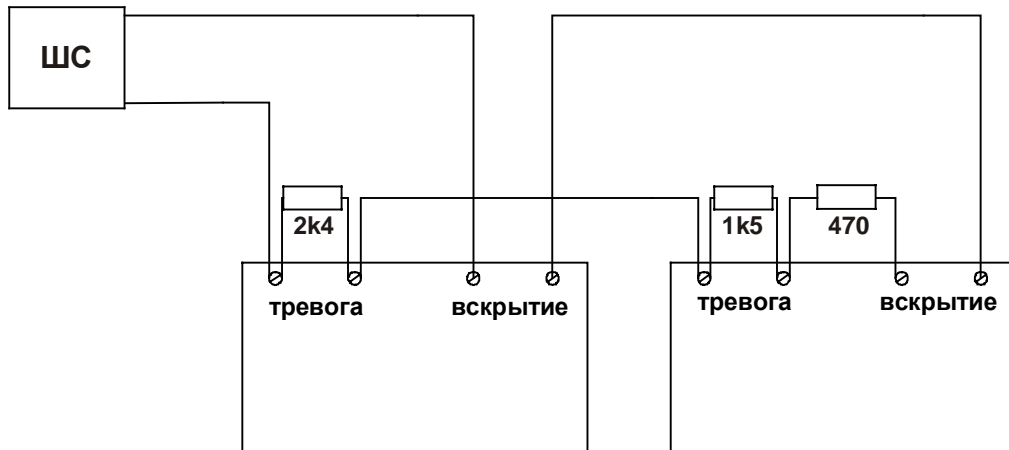 ШС
2k4
1k5
470
тревога
вскрытие
тревога
вскрытие